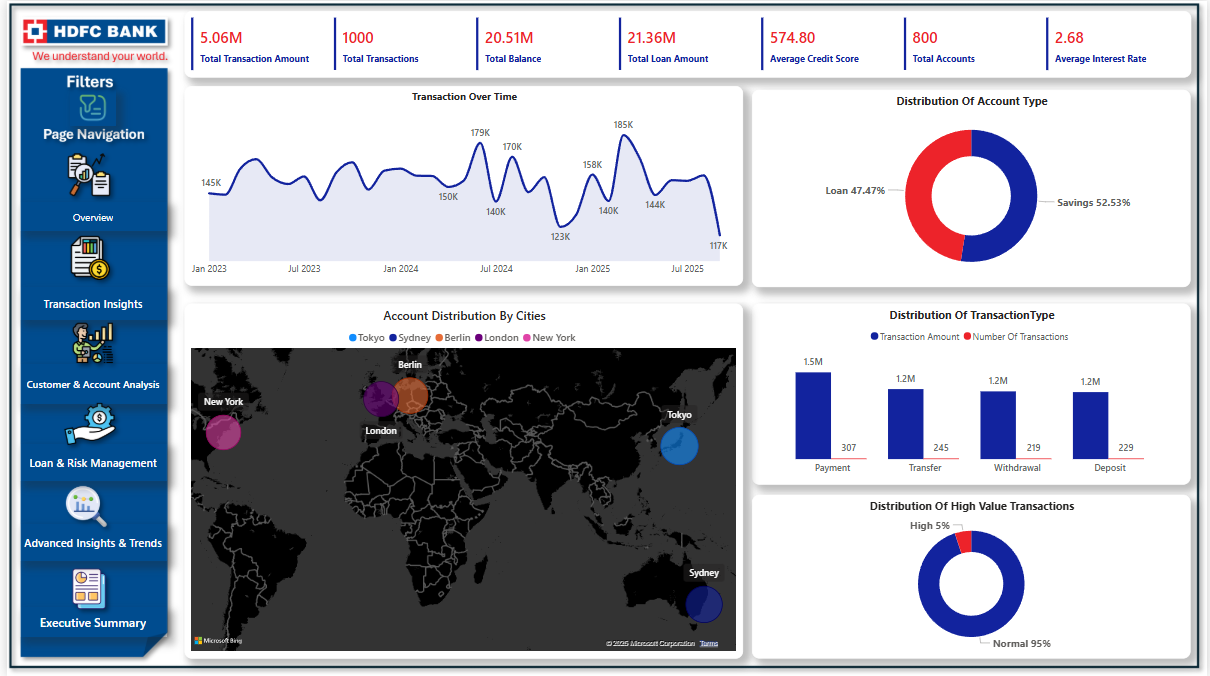 HDFC BANK
We understand your world.
Filters
Page Navigation
Overview
Transaction Insights
Customer & Account Analysis
Loan & Risk Management
Advanced Insights & Trends
Executive Summary
5.06M
Total Transaction Amount
1000
Total Transactions
20.51M
Total Balance
21.36M
Total Loan Amount
574.80
Average Credit Score
800
Total Accounts
2.68
Average Interest Rate
Transaction Over Time
145K
150K
179K
140K
170K
123K
158K
140K
185K
144K
117K
Jan 2023
Jul 2023
Jan 2024
Jul 2024
Jan 2025
Jul 2025
Distribution Of Account Type
Loan 47.47%
Savings 52.53%
Account Distribution By Cities
Tokyo
Sydney
Berlin
London
New York
Berlin
New York
London
Tokyo
Sydney
Microsoft Bing
© 2025 Microsoft Corporation Terms
Distribution Of TransactionType
Transaction Amount
Number Of Transactions
1.5M
1.2M
1.2M
1.2M
307
245
219
229
Payment
Transfer
Withdrawal
Deposit
Distribution Of High Value Transactions
High 5%
Normal 95%